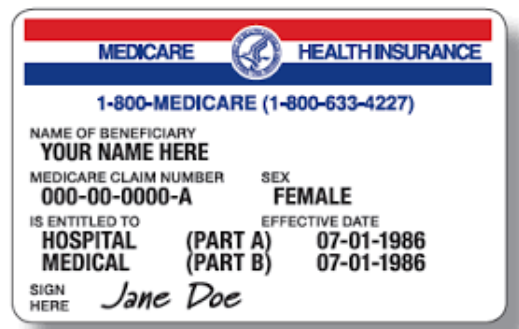 MEDICARE HEALTH INSURANCE
1-800-MEDICARE (1-800-633-4227)
NAME OF BENEFICIARY
YOUR NAME HERE
MEDICARE CLAIM NUMBER SEX
000-00-0000-A FEMALE
IS ENTITLED TO EFFECTIVE DATE
HOSPITAL (PART A) 07-01-1986
MEDICAL (PART B) 07-01-1986
SIGN
HERE Jane Doe